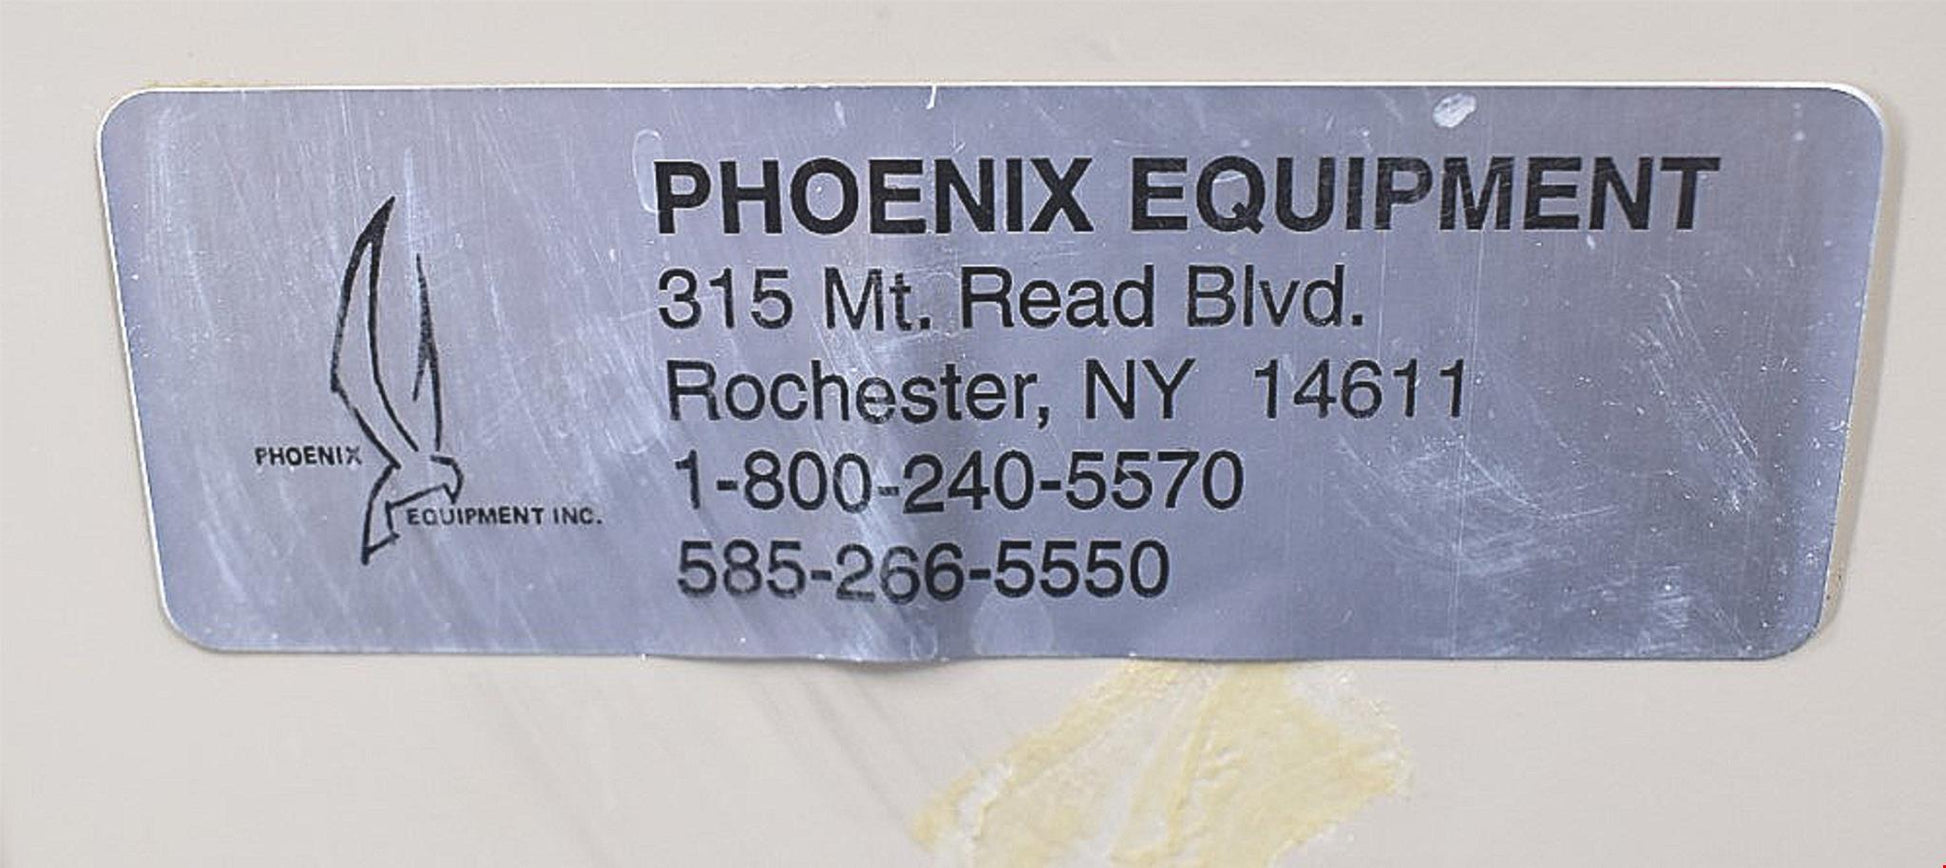 PHOENIX
EQUIPMENT INC.
PHOENIX EQUIPMENT
315 Mt. Read Blvd.
Rochester, NY 14611
1-800-240-5570
585-266-5550